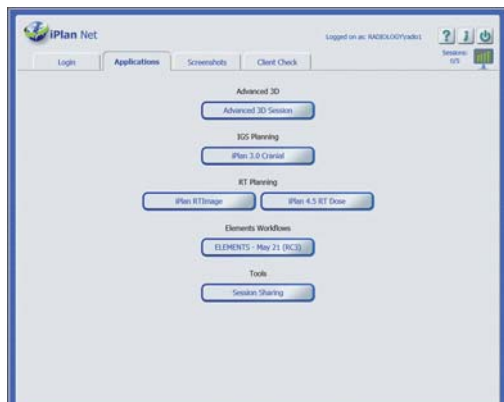 iPlan Net
Logged on as: RADIOLOGY\radio1
Sessions:
0/5
Login
Applications
Screenshots
Client Check
Advanced 3D
Advanced 3D Session
IGS Planning
iPlan 3.0 Cranial
RT Planning
iPlan RTImage
iPlan 4.5 RT Dose
Elements Workflows
ELEMENTS - May 21 (RC3)
Tools
Session Sharing